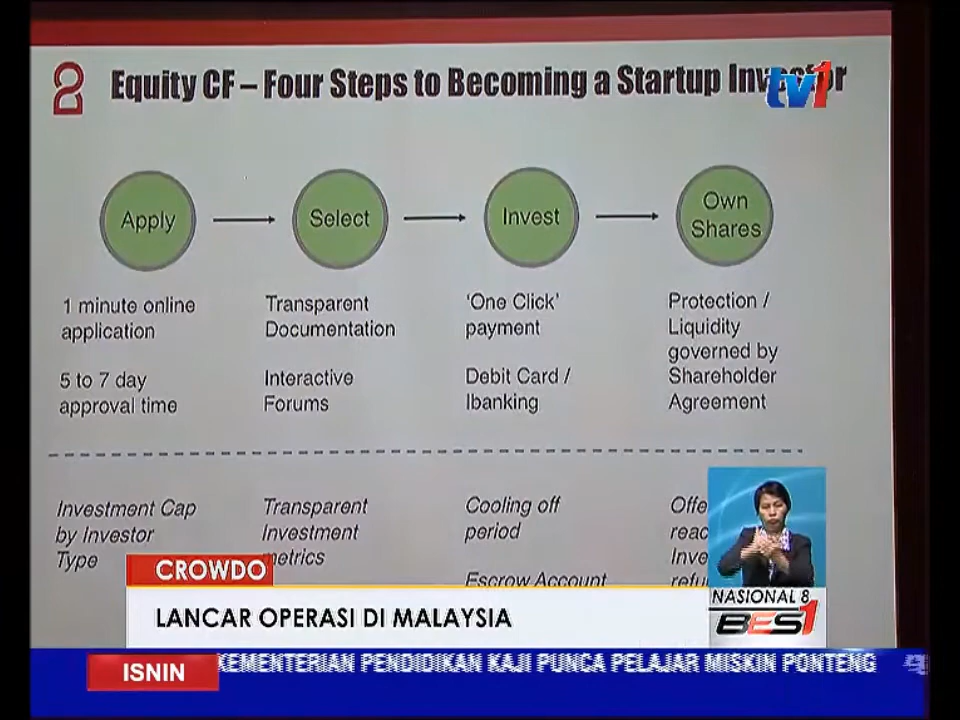 Equity CF – Four Steps to Becoming a Startup Investor
tv1
Apply
Select
Invest
Own
Shares
1 minute online
application
5 to 7 day
approval time
Transparent
Documentation
Interactive
Forums
'One Click'
payment
Debit Card /
Ibanking
Protection /
Liquidity
governed by
Shareholder
Agreement
Investment Cap
by Investor
Type
Transparent
Investment
metrics
Cooling off
period
Escrow Account
CROWDO
LANCAR OPERASI DI MALAYSIA
NASIONAL 8
BES1
ISNIN
KEMENTERIAN PENDIDIKAN KAJI PUNCA PELAJAR MISKIN PONTENG